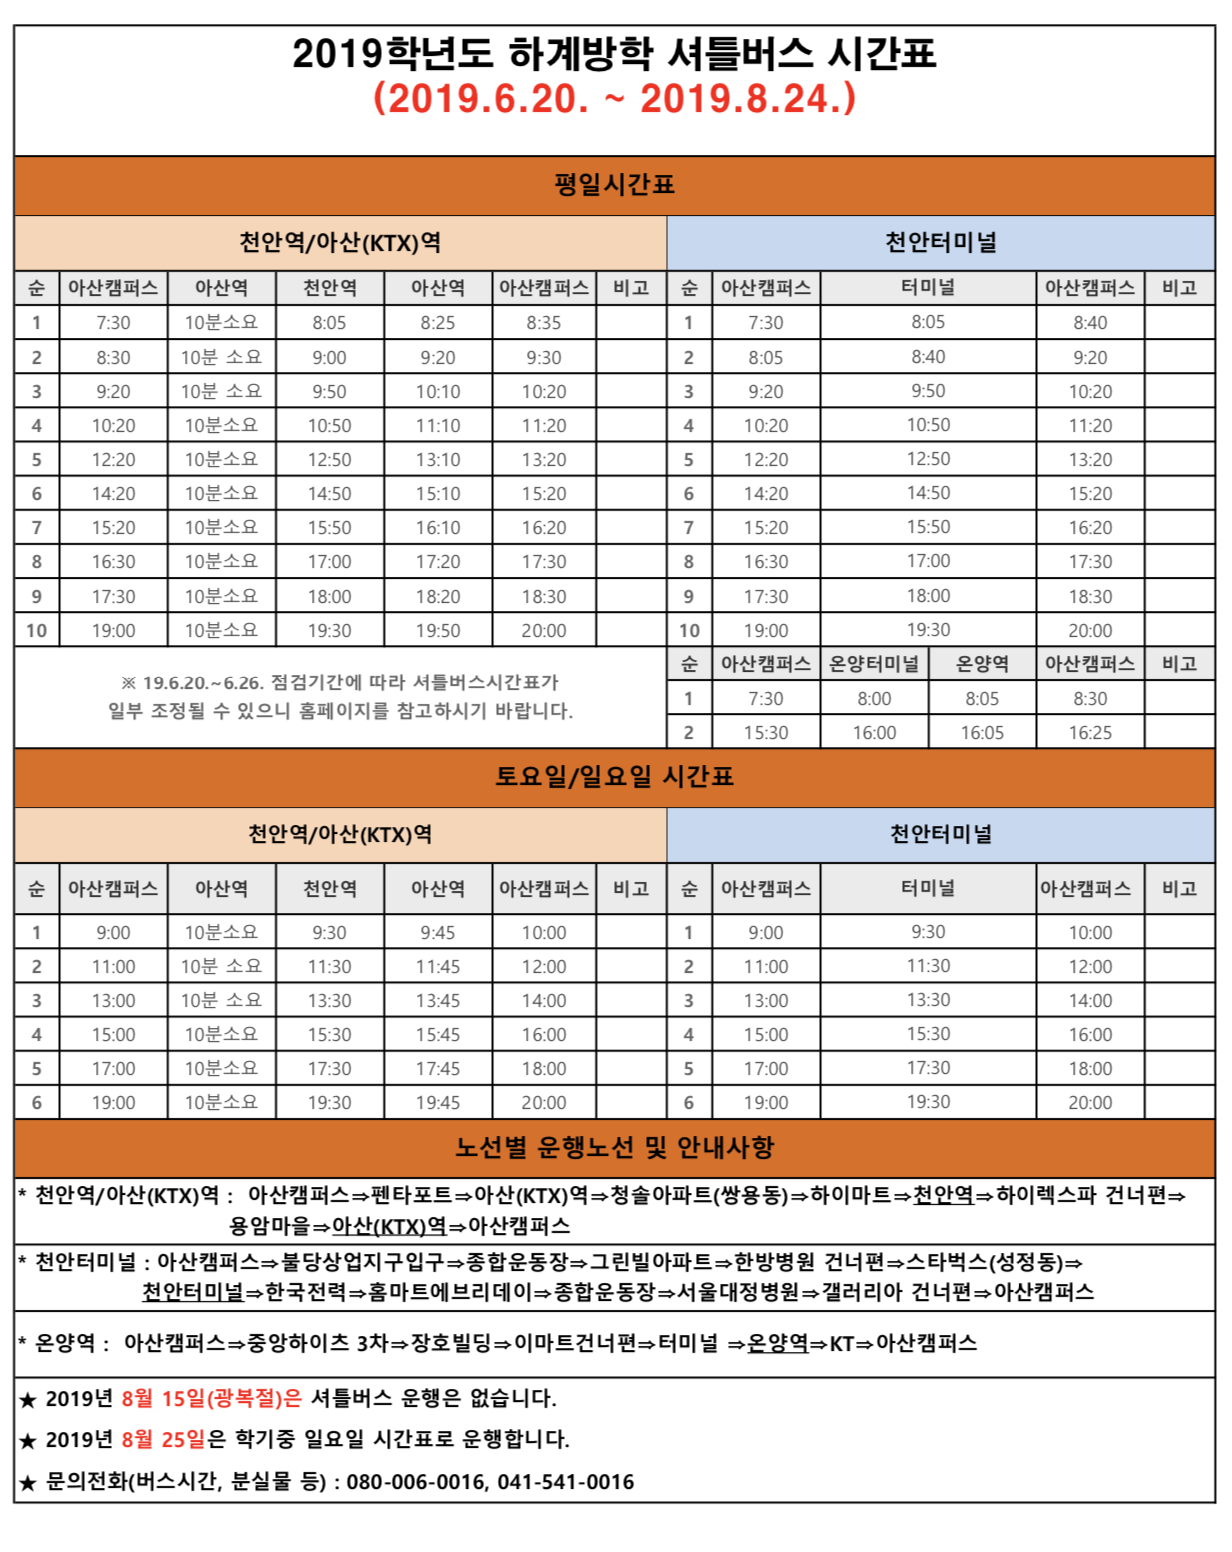 2019학년도 하계방학 셔틀버스 시간표
(2019.6.20. ~ 2019.8.24.)
평일시간표
천안역/아산(KTX)역 천안터미널
순 아산캠퍼스 아산역 천안역 아산역 아산캠퍼스 비고 순 아산캠퍼스 터미널 아산캠퍼스 비고
1 7:30 10분소요 8:05 8:25 8:35 1 7:30 8:05 8:40
2 8:30 10분 소요 9:00 9:20 9:30 2 8:05 8:40 9:20
3 9:20 10분 소요 9:50 10:10 10:20 3 9:20 9:50 10:20
4 10:20 10분소요 10:50 11:10 11:20 4 10:20 10:50 11:20
5 12:20 10분소요 12:50 13:10 13:20 5 12:20 12:50 13:20
6 14:20 10분소요 14:50 15:10 15:20 6 14:20 14:50 15:20
7 15:20 10분소요 15:50 16:10 16:20 7 15:20 15:50 16:20
8 16:30 10분소요 17:00 17:20 17:30 8 16:30 17:00 17:30
9 17:30 10분소요 18:00 18:20 18:30 9 17:30 18:00 18:30
10 19:00 10분소요 19:30 19:50 20:00 10 19:00 19:30 20:00
※ 19.6.20.~6.26. 점검기간에 따라 셔틀버스시간표가
일부 조정될 수 있으니 홈페이지를 참고하시기 바랍니다.
순 아산캠퍼스 온양터미널 온양역 아산캠퍼스 비고
1 7:30 8:00 8:05 8:30
2 15:30 16:00 16:05 16:25
토요일/일요일 시간표
천안역/아산(KTX)역 천안터미널
순 아산캠퍼스 아산역 천안역 아산역 아산캠퍼스 비고 순 아산캠퍼스 터미널 아산캠퍼스 비고
1 9:00 10분소요 9:30 9:45 10:00 1 9:00 9:30 10:00
2 11:00 10분 소요 11:30 11:45 12:00 2 11:00 11:30 12:00
3 13:00 10분 소요 13:30 13:45 14:00 3 13:00 13:30 14:00
4 15:00 10분소요 15:30 15:45 16:00 4 15:00 15:30 16:00
5 17:00 10분소요 17:30 17:45 18:00 5 17:00 17:30 18:00
6 19:00 10분소요 19:30 19:45 20:00 6 19:00 19:30 20:00
노선별 운행노선 및 안내사항
* 천안역/아산(KTX)역 : 아산캠퍼스⇒펜타포트⇒아산(KTX)역⇒청솔아파트(쌍용동)⇒하이마트⇒천안역⇒하이렉스파 건너편⇒
용암마을⇒아산(KTX)역⇒아산캠퍼스
* 천안터미널 : 아산캠퍼스⇒불당상업지구입구⇒종합운동장⇒그린빌아파트⇒한방병원 건너편⇒스타벅스(성정동)⇒
천안터미널⇒한국전력⇒홈마트에브리데이⇒종합운동장⇒서울대정병원⇒갤러리아 건너편⇒아산캠퍼스
* 온양역 : 아산캠퍼스⇒중앙하이츠 3차⇒장호빌딩⇒이마트건너편⇒터미널 ⇒온양역⇒KT⇒아산캠퍼스
★ 2019년 8월 15일(광복절)은 셔틀버스 운행은 없습니다.
★ 2019년 8월 25일은 학기중 일요일 시간표로 운행합니다.
★ 문의전화(버스시간, 분실물 등) : 080-006-0016, 041-541-0016